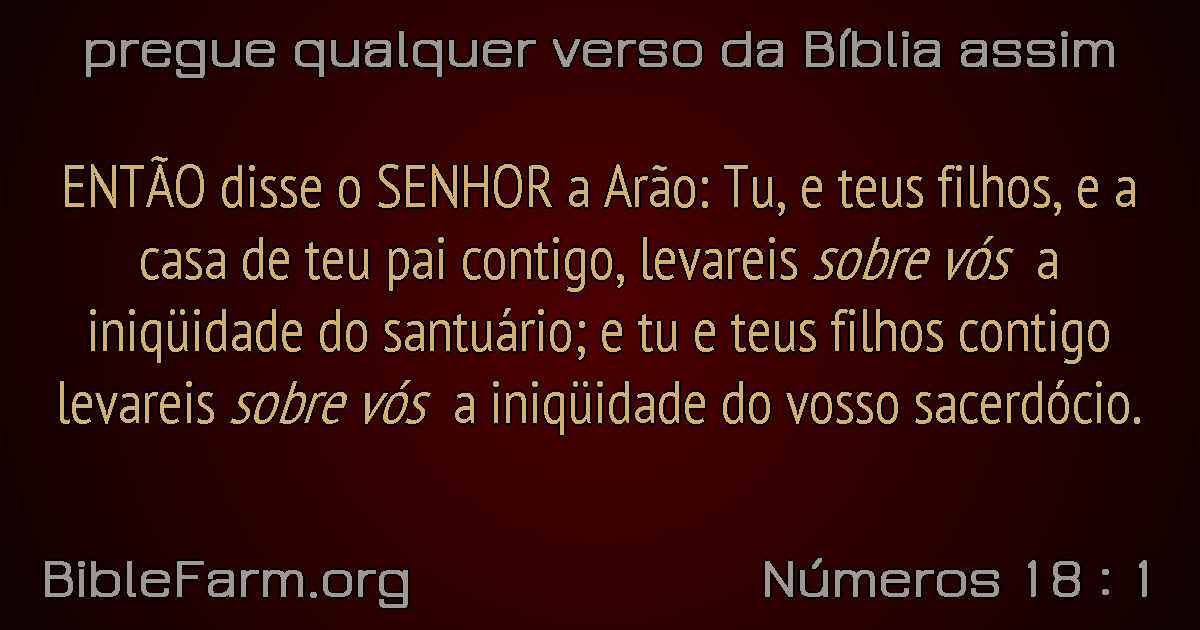 pregue qualquer verso da Bíblia assim
ENTÃO disse o SENHOR a Arão: Tu, e teus filhos, e a
casa de teu pai contigo, levareis sobre vós a
iniqüidade do santuário; e tu e teus filhos contigo
levareis sobre vós a iniqüidade do vosso sacerdócio.
BibleFarm.org
Números 18 : 1